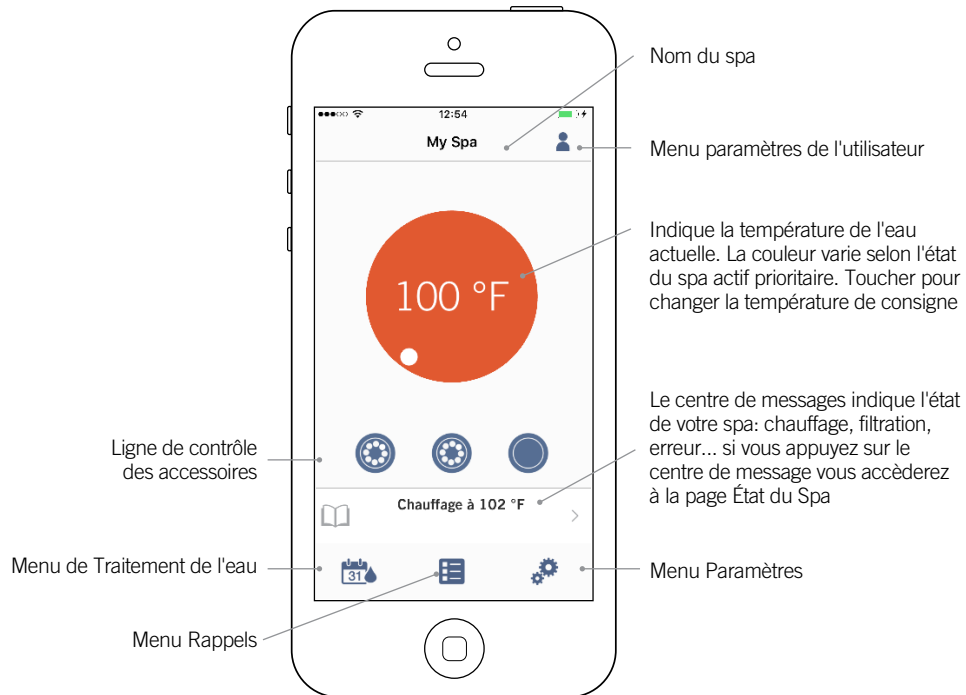 Nom du spa
12:54
My Spa
Menu paramètres de l'utilisateur
Indique la température de l'eau
actuelle. La couleur varie selon l'état
du spa actif prioritaire. Toucher pour
changer la température de consigne
100 °F
Le centre de messages indique l'état
de votre spa: chauffage, filtration,
erreur... si vous appuyez sur le
centre de message vous accèderez
à la page État du Spa
Ligne de contrôle
des accessoires
Chauffage à 102 °F
Menu de Traitement de l'eau
31
Menu Paramètres
Menu Rappels